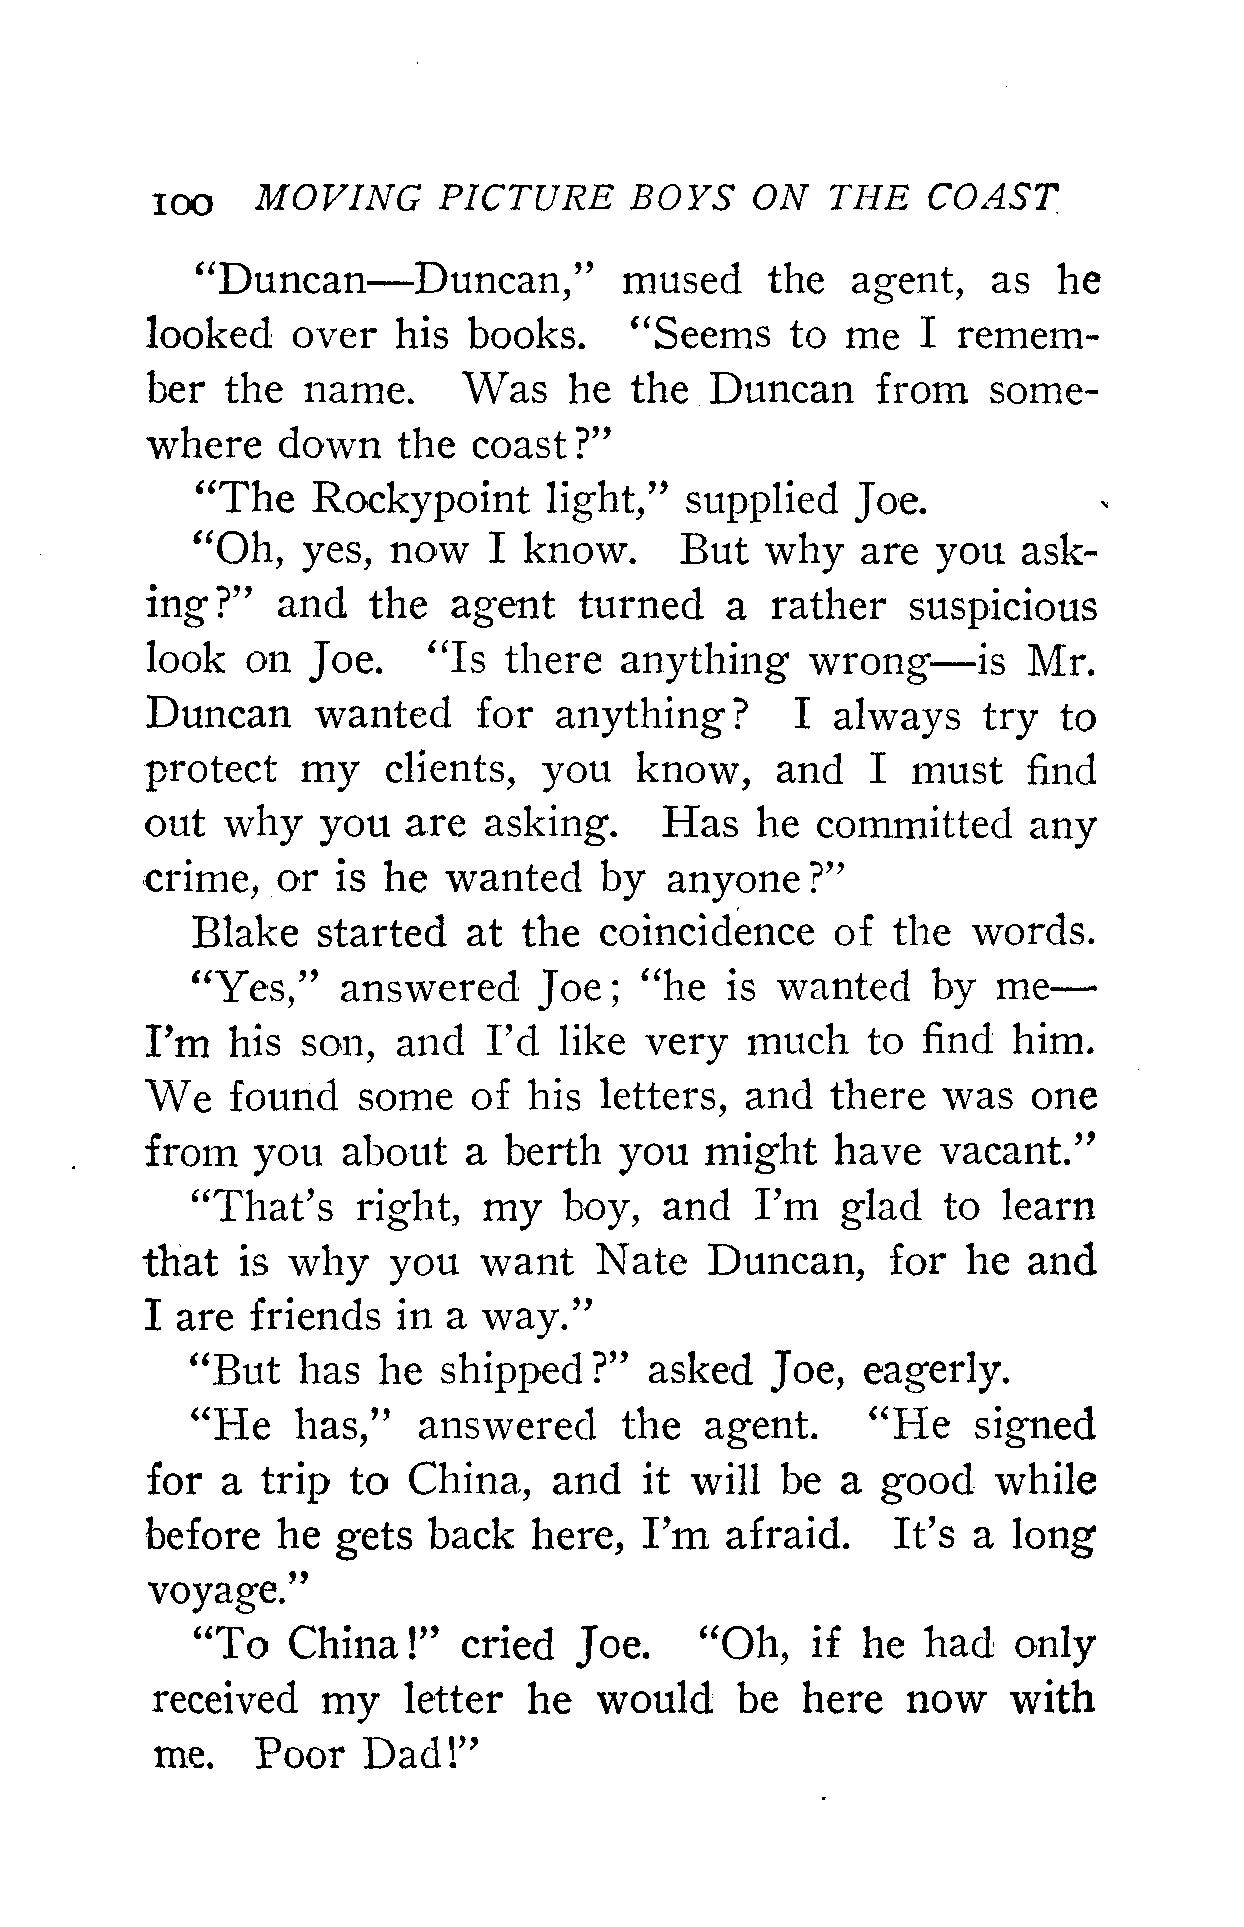 100 MOVING PICTURE BOYS ON THE COAST
"Duncan—Duncan," mused the agent, as he
looked over his books. "Seems to me I remem-
ber the name. Was he the Duncan from some-
where down the coast?"
"The Rockypoint light," supplied Joe.
"Oh, yes, now I know. But why are you ask-
ing?" and the agent turned a rather suspicious
look on Joe. "Is there anything wrong—is Mr.
Duncan wanted for anything? I always try to
protect my clients, you know, and I must find
out why you are asking. Has he committed any
crime, or is he wanted by anyone?"
Blake started at the coincidence of the words.
"Yes," answered Joe; "he is wanted by me—
I'm his son, and I'd like very much to find him.
We found some of his letters, and there was one
from you about a berth you might have vacant."
"That's right, my boy, and I'm glad to learn
that is why you want Nate Duncan, for he and
I are friends in a way."
"But has he shipped?" asked Joe, eagerly.
"He has," answered the agent. "He signed
for a trip to China, and it will be a good while
before he gets back here, I'm afraid. It's a long
voyage."
"To China!" cried Joe. "Oh, if he had only
received my letter he would be here now with
me. Poor Dad!"